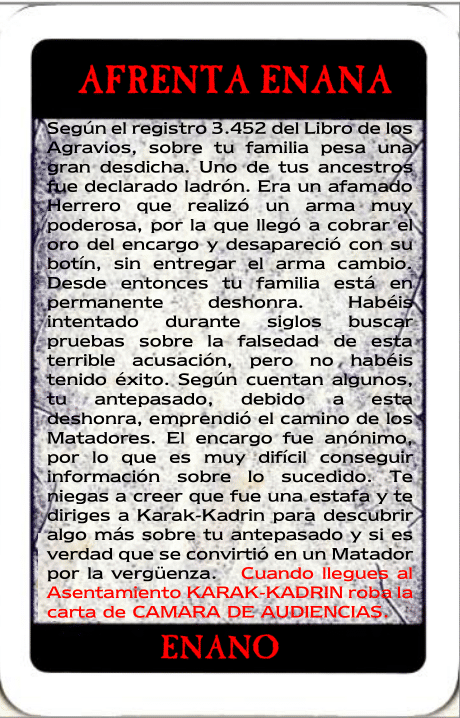 AFRENTA ENANA
Según el registro 3.452 del Libro de los
Agravios, sobre tu familia pesa una
gran desdicha. Uno de tus ancestros
fue declarado ladrón. Era un afamado
Herrero que realizó un arma muy
poderosa, por la que llegó a cobrar el
oro del encargo y desapareció con su
botín, sin entregar el arma cambio.
Desde entonces tu familia está en
permanente deshonra. Habéis
intentado durante siglos buscar
pruebas sobre la falsedad de esta
terrible acusación, pero no habéis
tenido éxito. Según cuentan algunos,
tu antepasado, debido a esta
deshonra, emprendió el camino de los
Matadores. El encargo fue anónimo,
por lo que es muy difícil conseguir
información sobre lo sucedido. Te
niegas a creer que fue una estafa y te
diriges a Karak-Kadrin para descubrir
algo más sobre tu antepasado y si es
verdad que se convirtió en un Matador
por la vergüenza. Cuando llegues al
Asentamiento KARAK-KADRIN roba la
carta de CAMARA DE AUDIENCIAS.
ENANO